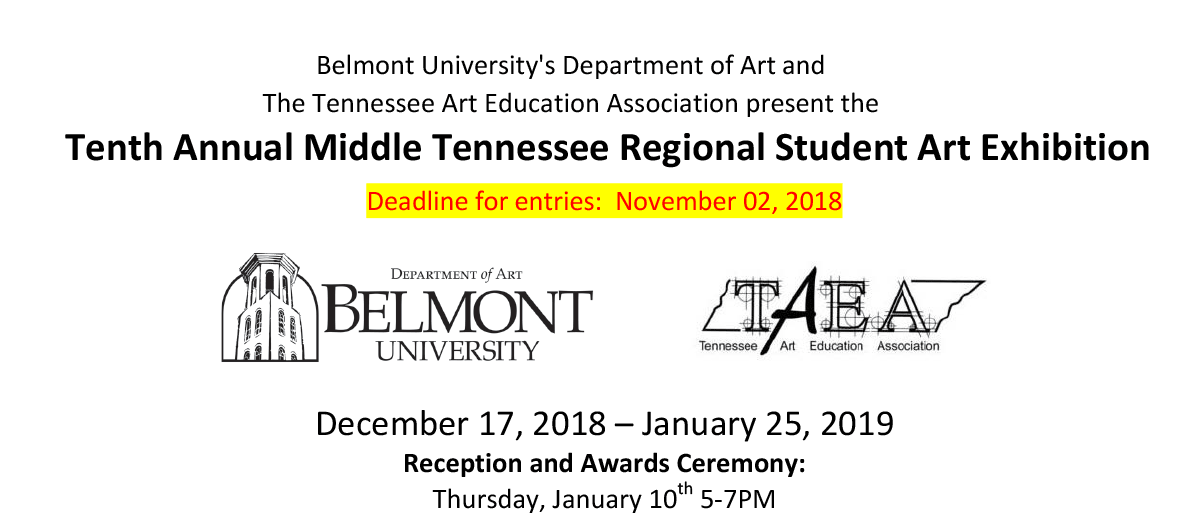 Belmont University's Department of Art and
The Tennessee Art Education Association present the
Tenth Annual Middle Tennessee Regional Student Art Exhibition
Deadline for entries:  November 02, 2018
DEPARTMENT of ART
BELMONT
UNIVERSITY
TAEA
Tennessee Art Education Association
December 17, 2018 – January 25, 2019
Reception and Awards Ceremony:
Thursday, January 10th 5-7PM